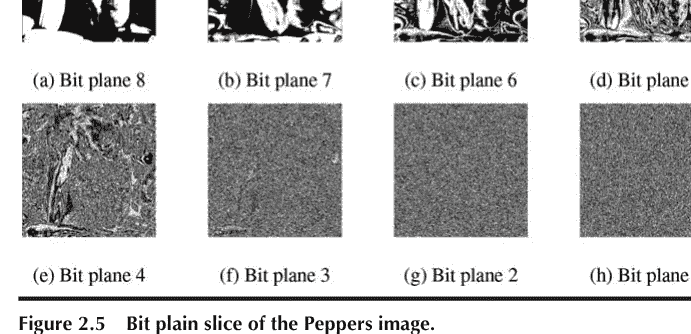 (a) Bit plane 8 (b) Bit plane 7 (c) Bit plane 6 (d) Bit plane
(e) Bit plane 4 (f) Bit plane 3 (g) Bit plane 2 (h) Bit plane
Figure 2.5 Bit plain slice of the Peppers image.